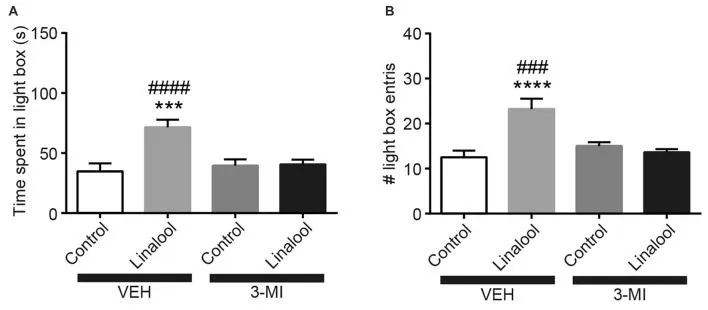 A
Time spent in light box (s)
150
100
50
0
####
***
Control
Linalool
Control
Linalool
VEH
3-MI
B
# light box entris
40
30
20
10
0
###
****
Control
Linalool
Control
Linalool
VEH
3-MI